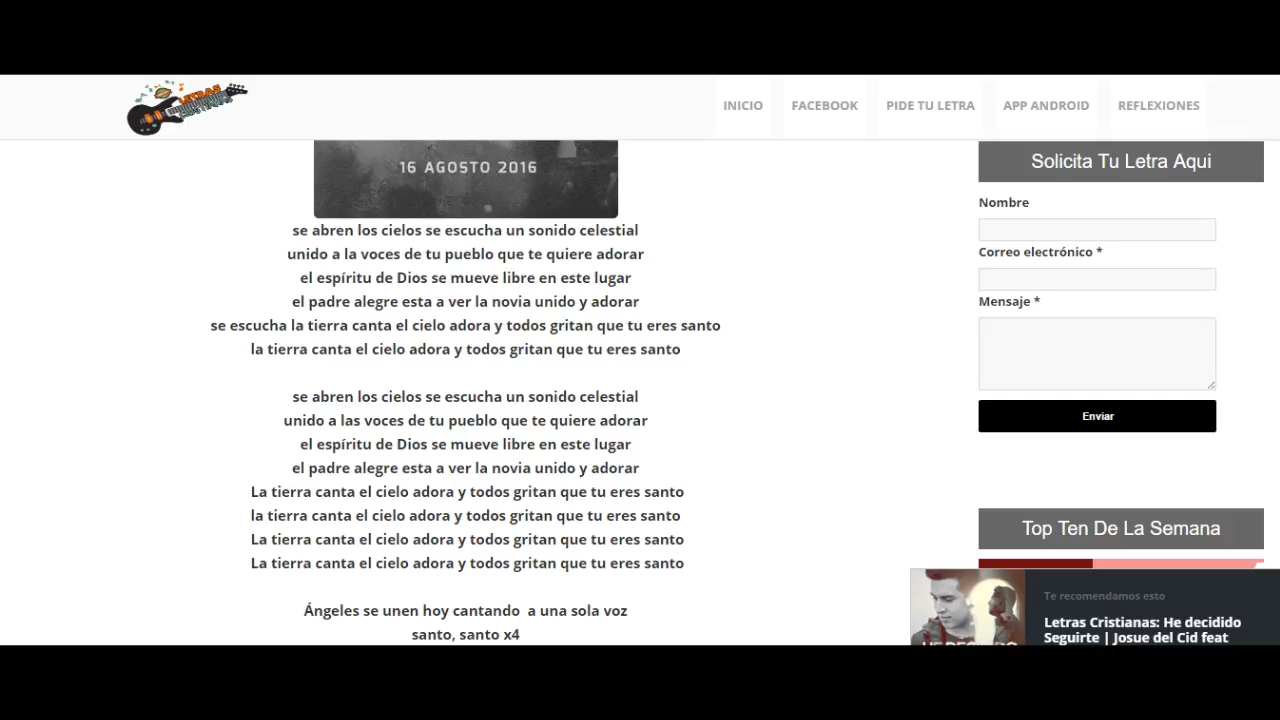 LETRAS
INICIO
FACEBOOK
PIDE TU LETRA
APP ANDROID
REFLEXIONES
16 AGOSTO 2016
se abren los cielos se escucha un sonido celestial
unido a la voces de tu pueblo que te quiere adorar
el espíritu de Dios se mueve libre en este lugar
el padre alegre esta a ver la novia unido y adorar
se escucha la tierra canta el cielo adora y todos gritan que tu eres santo
la tierra canta el cielo adora y todos gritan que tu eres santo
se abren los cielos se escucha un sonido celestial
unido a las voces de tu pueblo que te quiere adorar
el espíritu de Dios se mueve libre en este lugar
el padre alegre esta a ver la novia unido y adorar
La tierra canta el cielo adora y todos gritan que tu eres santo
la tierra canta el cielo adora y todos gritan que tu eres santo
La tierra canta el cielo adora y todos gritan que tu eres santo
La tierra canta el cielo adora y todos gritan que tu eres santo
Ángeles se unen hoy cantando  a una sola voz
santo, santo x4
Solicita Tu Letra Aqui
Nombre
Correo electrónico *
Mensaje *
Enviar
Top Ten De La Semana
Te recomendamos esto
Letras Cristianas: He decidido
Seguirte | Josue del Cid feat